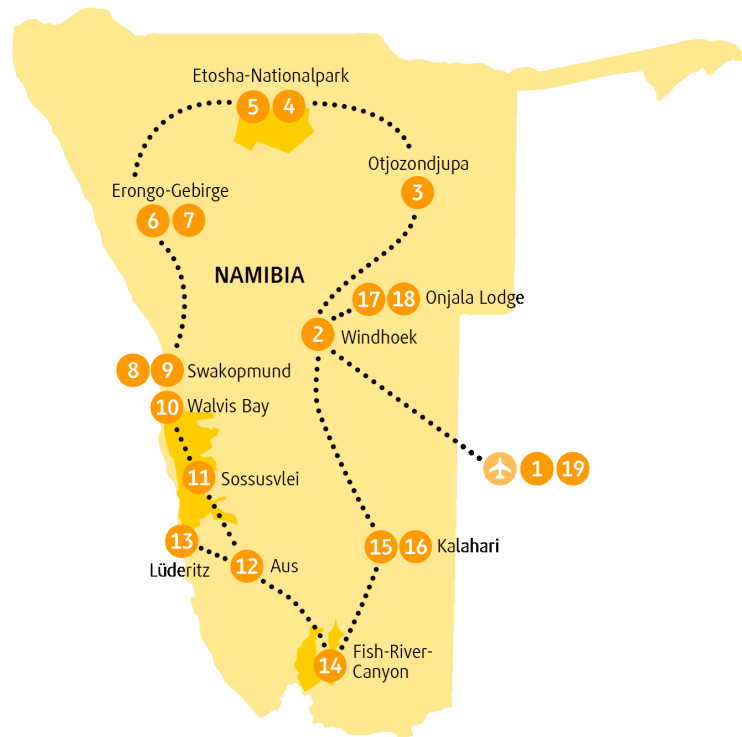 Etosha-Nationalpark
5 4
Otjozondjupa
3
Erongo-Gebirge
6 7
NAMIBIA
17 18 Onjala Lodge
2 Windhoek
8 9 Swakopmund
10 Walvis Bay
1 19
11 Sossusvlei
13
Lüderitz
15 16 Kalahari
12 Aus
14 Fish-River-
Canyon